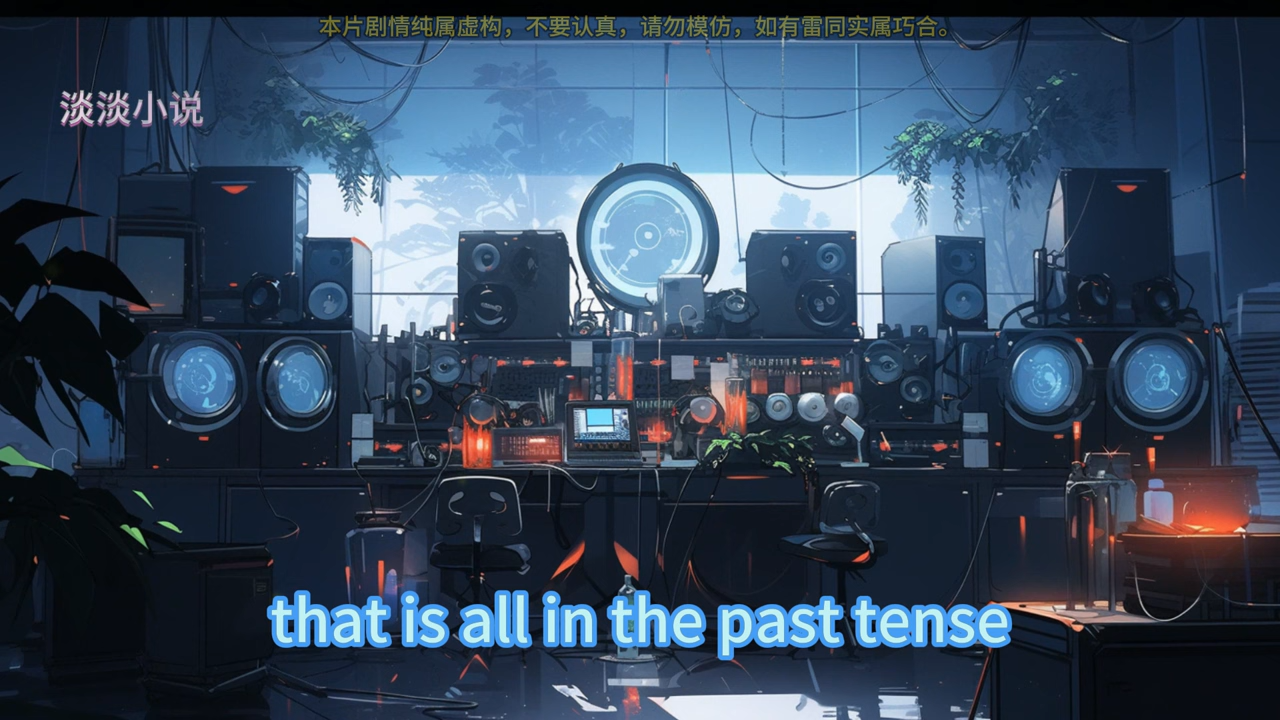 本片剧情纯属虚构，不要认真，请勿模仿，如有雷同实属巧合。
淡淡小说
that is all in the past tense